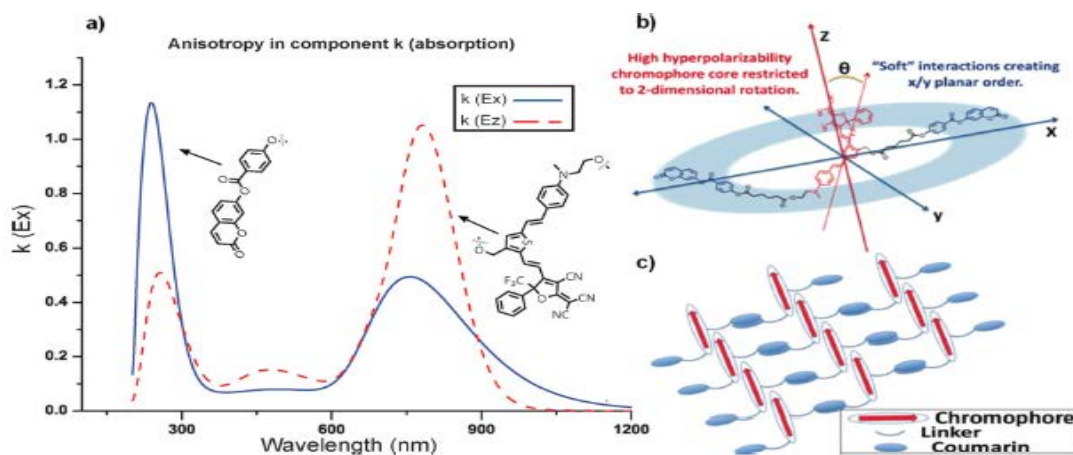 a)
Anisotropy in component k (absorption)
k (Ex)
k (Ez)
k (Ex)
1.2
1.0
0.8
0.6
0.4
0.2
0.0
300
600
900
1200
Wavelength (nm)
O
O
O
O
O
N
O
S
O
F₃C
CN
O
CN
NC
b)
Z
High hyperpolarizability
chromophore core restricted
to 2-dimensional rotation.
θ
“Soft” interactions creating
x/y planar order.
X
y
c)
Chromophore
Linker
Coumarin